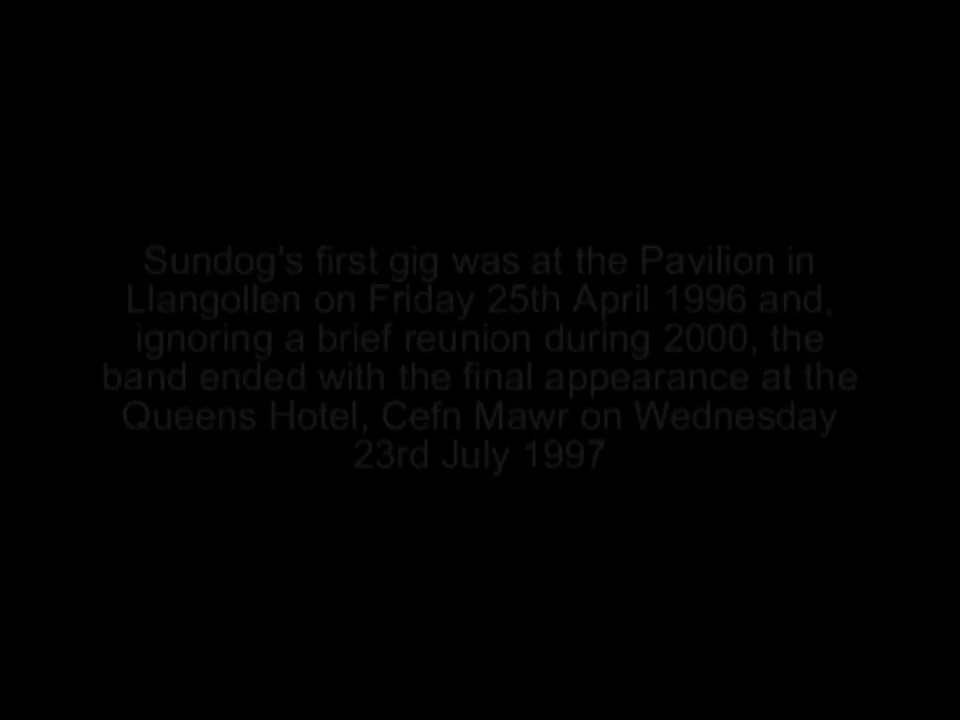 Sundog's first gig was at the Pavilion in
Llangollen on Friday 25th April 1996 and,
ignoring a brief reunion during 2000, the
band ended with the final appearance at the
Queens Hotel, Cefn Mawr on Wednesday
23rd July 1997